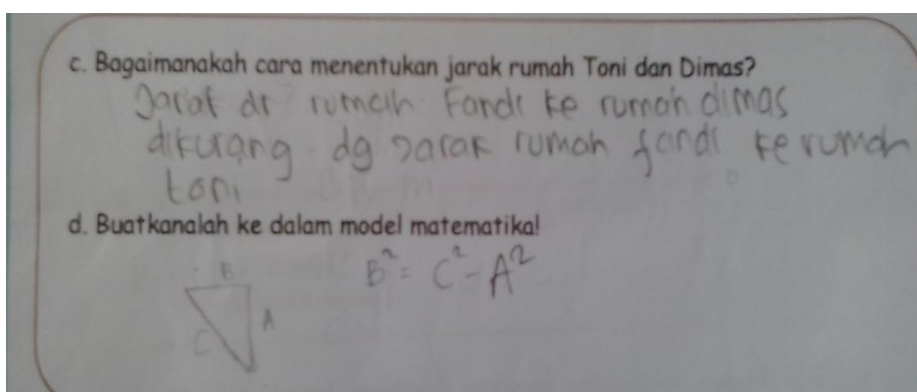 c. Bagaimanakah cara menentukan jarak rumah Toni dan Dimas?
Jarak dr rumah Fandi ke rumah dimas
dikurang dg jarak rumah fandi ke rumah
toni
d. Buatkanalah ke dalam model matematika!
B B² = C² - A²
A
C